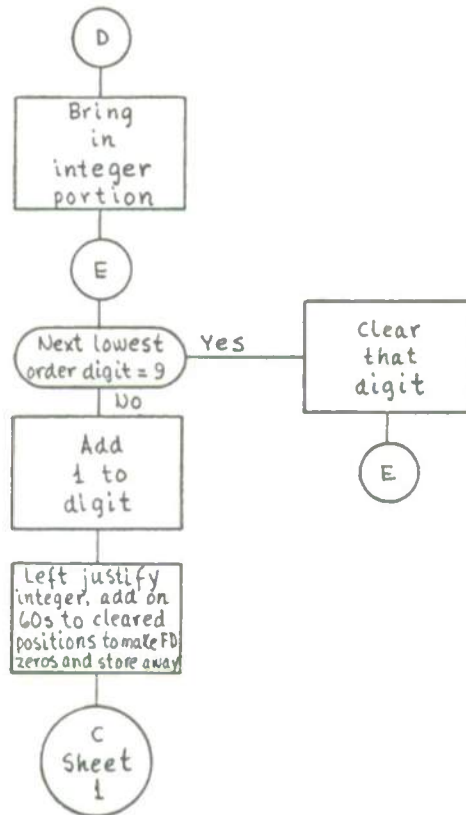 D
Bring
in
integer
portion
E
Next lowest
order digit = 9
Yes
Clear
that
digit
E
No
Add
1 to
digit
Left justify
integer, add on
60s to cleared
positions to make FD
zeros and store away
C
Sheet
1